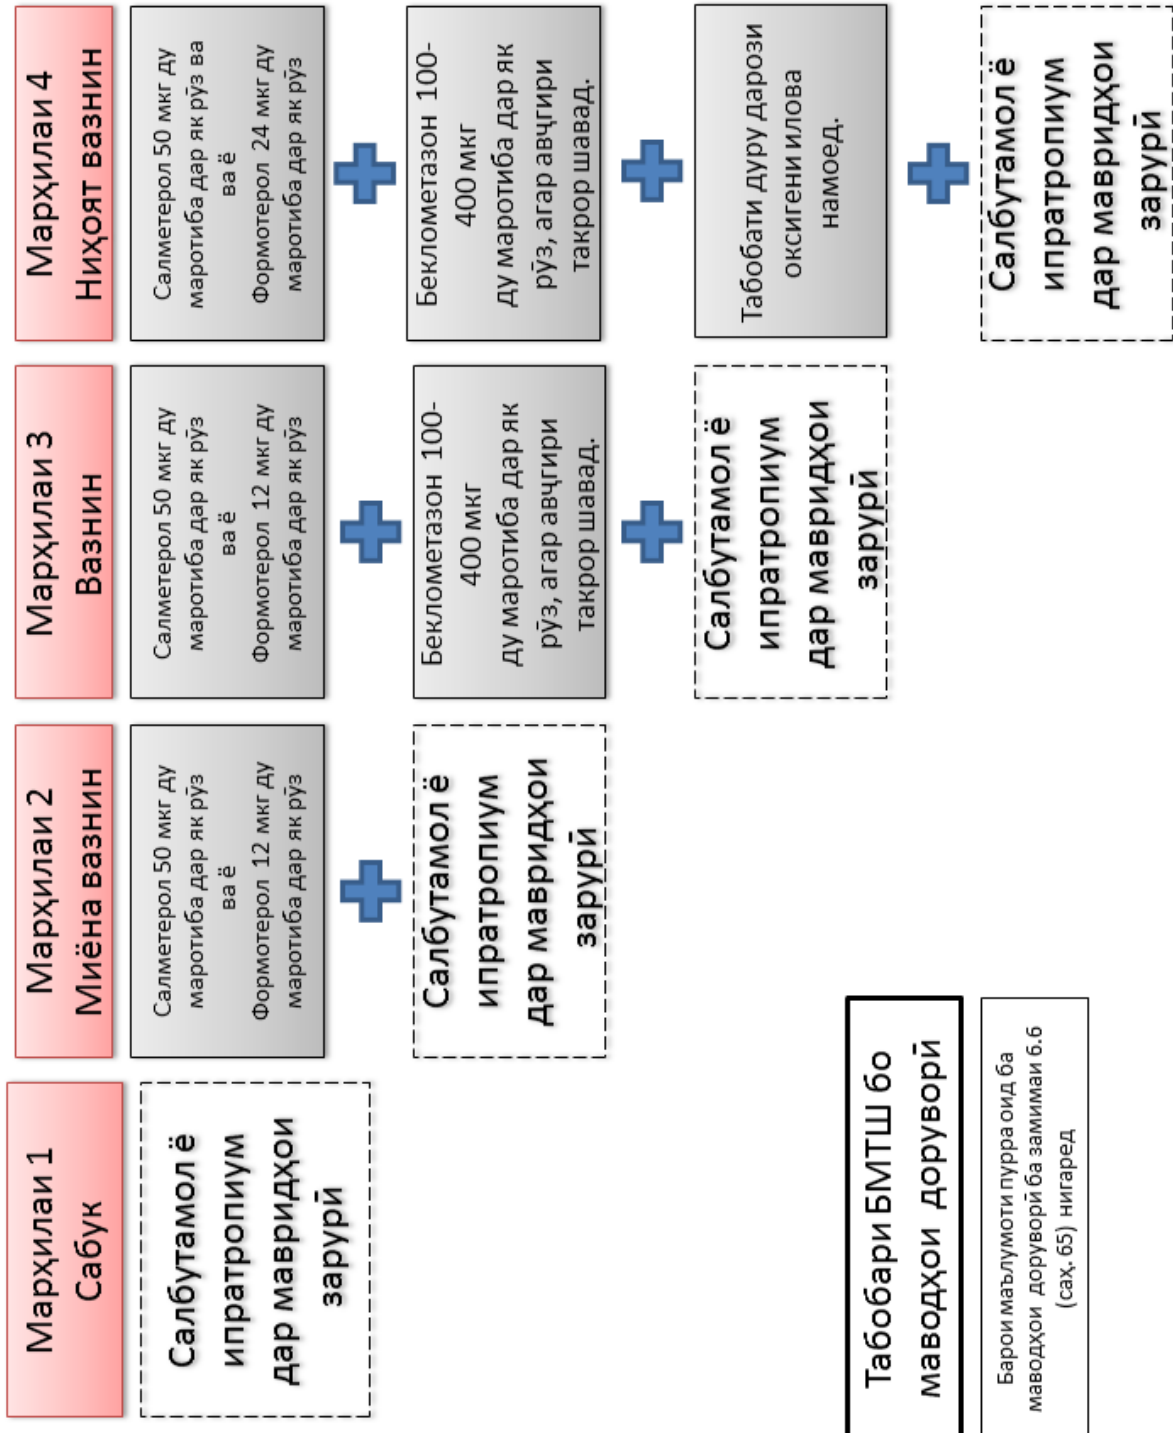 Марҳилаи 1
Сабук
Салбутамол ё
ипратропиум
дар мавридҳои
зарурӣ
Марҳилаи 2
Миёна вазнин
Салметерол 50 мкг ду
маротиба дар як рӯз
ва ё
Формотерол 12 мкг ду
маротиба дар як рӯз
Салбутамол ё
ипратропиум
дар мавридҳои
зарурӣ
Марҳилаи 3
Вазнин
Салметерол 50 мкг ду
маротиба дар як рӯз
ва ё
Формотерол 12 мкг ду
маротиба дар як рӯз
Беклометазон 100-
400 мкг
ду маротиба дар як
рӯз, агар авҷгири
такрор шавад.
Салбутамол ё
ипратропиум
дар мавридҳои
зарурӣ
Марҳилаи 4
Ниҳоят вазнин
Салметерол 50 мкг ду
маротиба дар як рӯз ва
ва ё
Формотерол 24 мкг ду
маротиба дар як рӯз
Беклометазон 100-
400 мкг
ду маротиба дар як
рӯз, агар авҷгири
такрор шавад.
Табобати дуру дарози
оксигени илова
намоед.
Салбутамол ё
ипратропиум
дар мавридҳои
зарурӣ
Табобари БМТШ бо
маводҳои доруворӣ
Барои маълумоти пурра оид ба
маводҳои доруворӣ ба замимаи 6.6
(саҳ. 65) нигаред